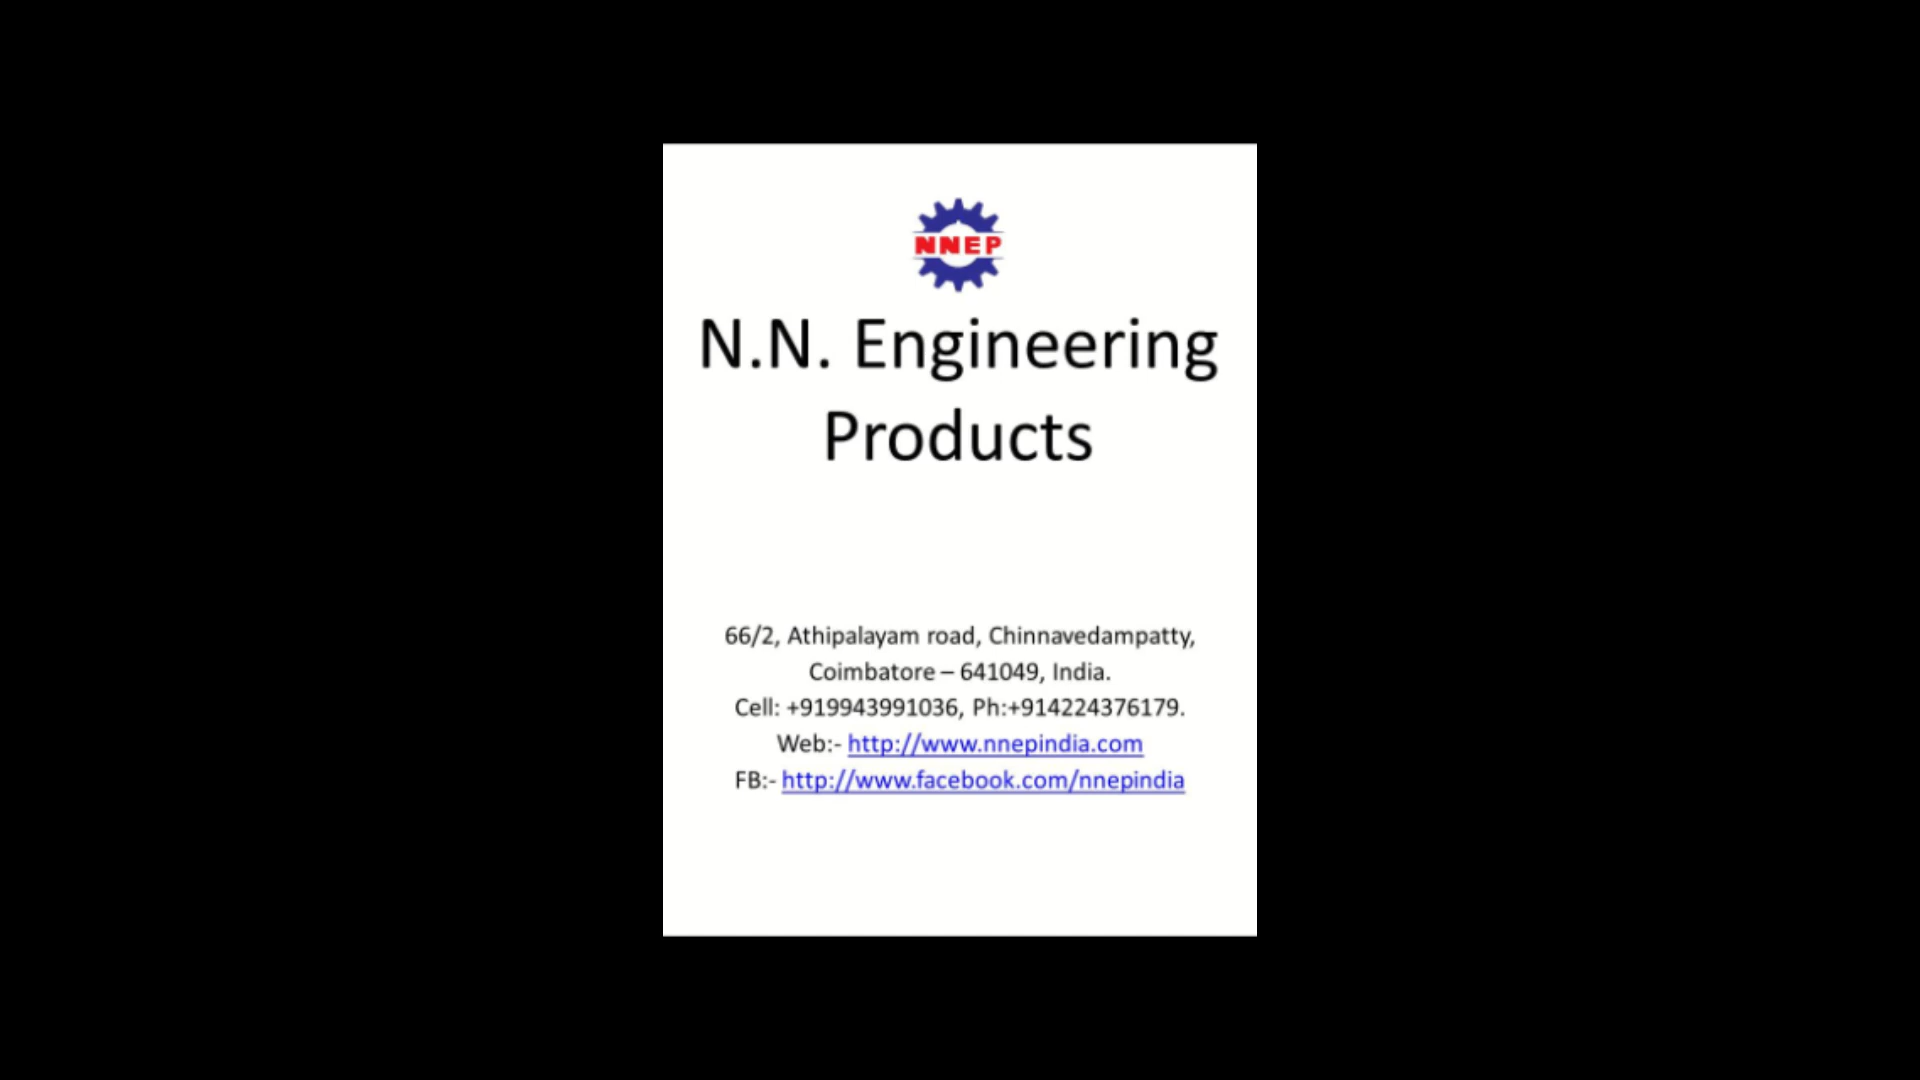 NNEP
N.N. Engineering
Products
66/2, Athipalayam road, Chinnavedampatty,
Coimbatore – 641049, India.
Cell: +919943991036, Ph:+914224376179.
Web:- http://www.nnepindia.com
FB:- http://www.facebook.com/nnepindia